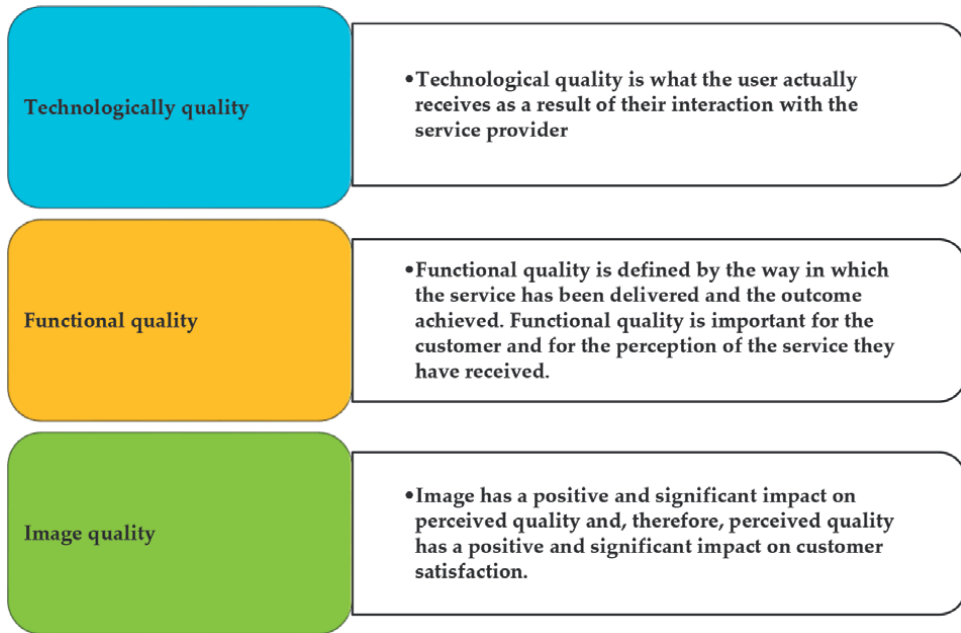 Technologically quality
•Technological quality is what the user actually
receives as a result of their interaction with the
service provider
Functional quality
•Functional quality is defined by the way in which
the service has been delivered and the outcome
achieved. Functional quality is important for the
customer and for the perception of the service they
have received.
Image quality
•Image has a positive and significant impact on
perceived quality and, therefore, perceived quality
has a positive and significant impact on customer
satisfaction.